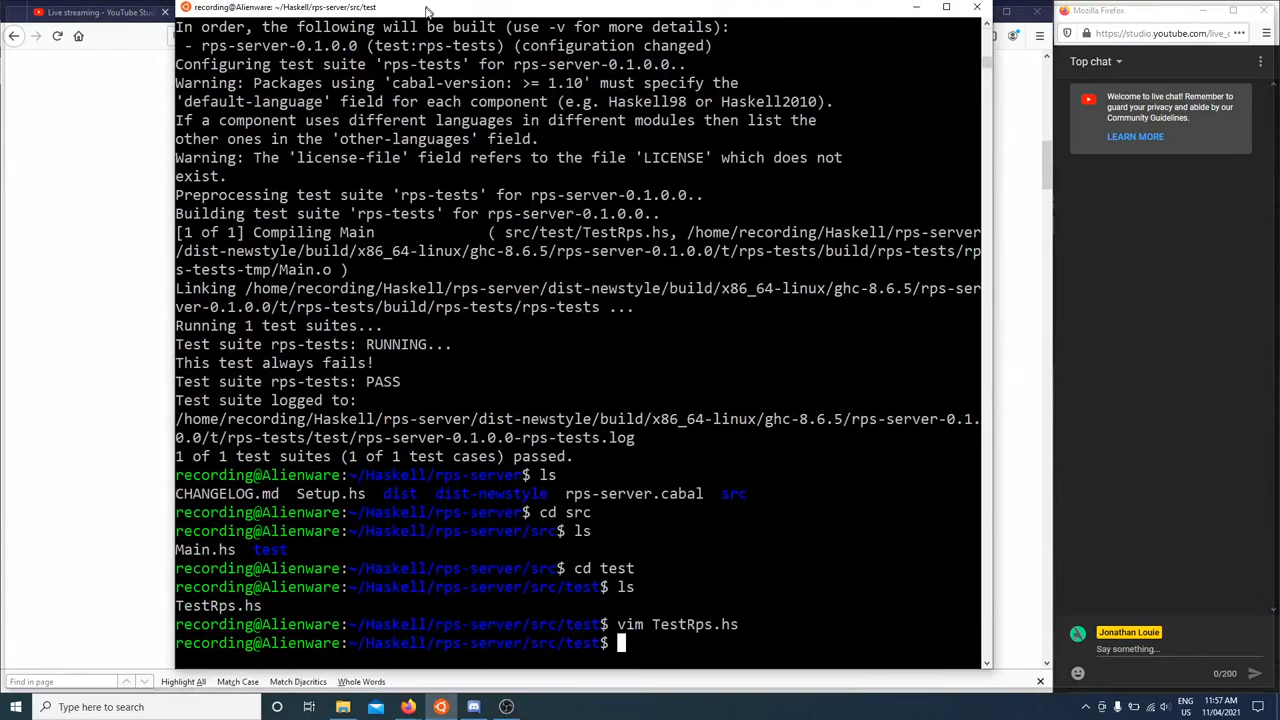 recording@Alienware: ~/Haskell/rps-server/src/test
Live streaming - YouTube Stu
Mozilla Firefox
https://studio.youtube.com/live_c
Top chat
Welcome to live chat! Remember to
guard your privacy and abide by our
Community Guidelines.
LEARN MORE
In order, the following will be built (use -v for more details):
- rps-server-0.1.0.0 (test:rps-tests) (configuration changed)
Configuring test suite 'rps-tests' for rps-server-0.1.0.0..
Warning: Packages using 'cabal-version: >= 1.10' must specify the
'default-language' field for each component (e.g. Haskell98 or Haskell2010).
If a component uses different languages in different modules then list the
other ones in the 'other-languages' field.
Warning: The 'license-file' field refers to the file 'LICENSE' which does not
exist.
Preprocessing test suite 'rps-tests' for rps-server-0.1.0.0..
Building test suite 'rps-tests' for rps-server-0.1.0.0..
[1 of 1] Compiling Main ( src/test/TestRps.hs, /home/recording/Haskell/rps-server
/dist-newstyle/build/x86_64-linux/ghc-8.6.5/rps-server-0.1.0.0/t/rps-tests/build/rps-tests/rp
s-tests-tmp/Main.o )
Linking /home/recording/Haskell/rps-server/dist-newstyle/build/x86_64-linux/ghc-8.6.5/rps-ser
ver-0.1.0.0/t/rps-tests/build/rps-tests/rps-tests ...
Running 1 test suites...
Test suite rps-tests: RUNNING...
This test always fails!
Test suite rps-tests: PASS
Test suite logged to:
/home/recording/Haskell/rps-server/dist-newstyle/build/x86_64-linux/ghc-8.6.5/rps-server-0.1.
0.0/t/rps-tests/test/rps-server-0.1.0.0-rps-tests.log
1 of 1 test suites (1 of 1 test cases) passed.
recording@Alienware:~/Haskell/rps-server$ ls
CHANGELOG.md Setup.hs dist dist-newstyle rps-server.cabal src
recording@Alienware:~/Haskell/rps-server$ cd src
recording@Alienware:~/Haskell/rps-server/src$ ls
Main.hs test
recording@Alienware:~/Haskell/rps-server/src$ cd test
recording@Alienware:~/Haskell/rps-server/src/test$ ls
TestRps.hs
recording@Alienware:~/Haskell/rps-server/src/test$ vim TestRps.hs
recording@Alienware:~/Haskell/rps-server/src/test$
Jonathan Louie
Say something...
0/200
Find in page
Highlight All
Match Case
Match Diacritics
Whole Words
Type here to search
ENG
US
11:57 AM
11/04/2021